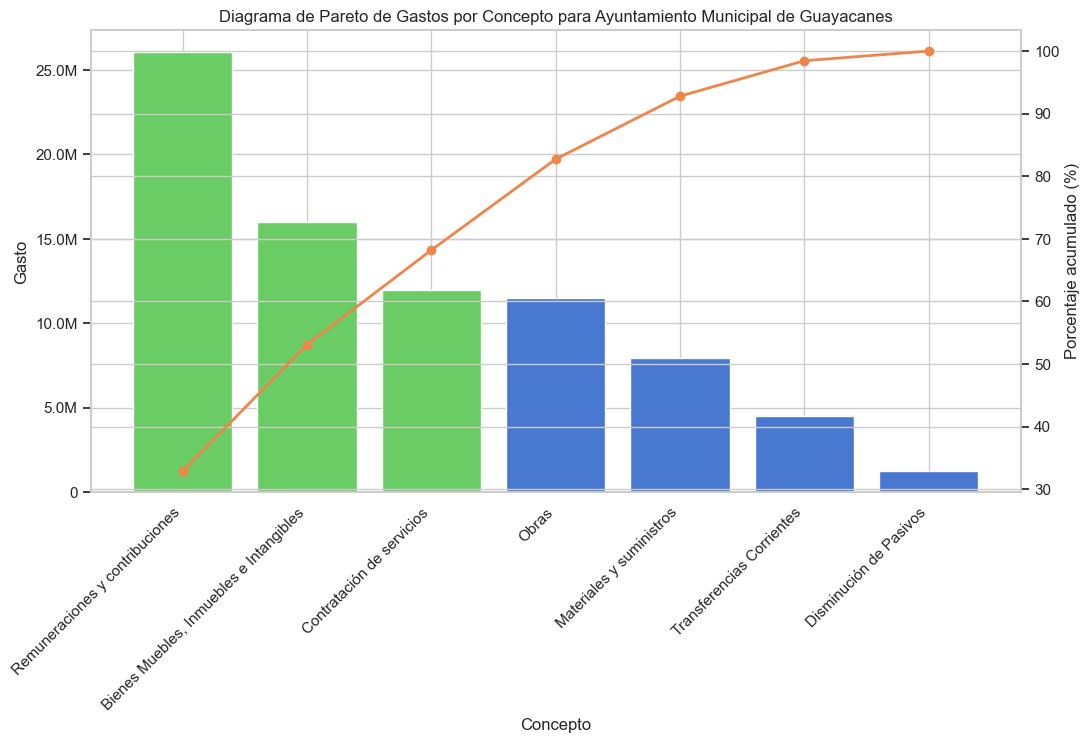 Diagrama de Pareto de Gastos por Concepto para Ayuntamiento Municipal de Guayacanes
Gasto
25.0M
20.0M
15.0M
10.0M
5.0M
0
100
90
80
70
60
50
40
30
Porcentaje acumulado (%)
Remuneraciones y contribuciones
Bienes Muebles, Inmuebles e Intangibles
Contratación de servicios
Obras
Materiales y suministros
Transferencias Corrientes
Disminución de Pasivos
Concepto